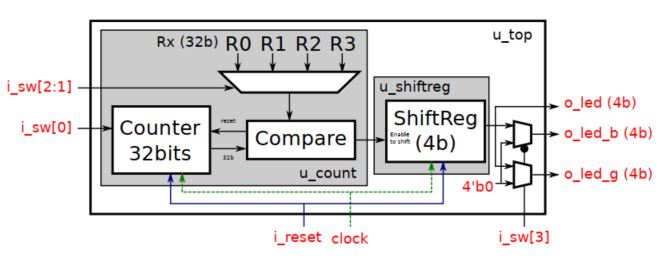 Rx (32b) R0 R1 R2 R3
u_top
i_sw[2:1]
u_shiftreg
o_led (4b)
i_sw[0]
Counter
32bits
reset
32b
Compare
ShiftReg
(4b)
Enable
to shift
o_led_b (4b)
u_count
4'b0
o_led_g (4b)
i_reset
clock
i_sw[3]